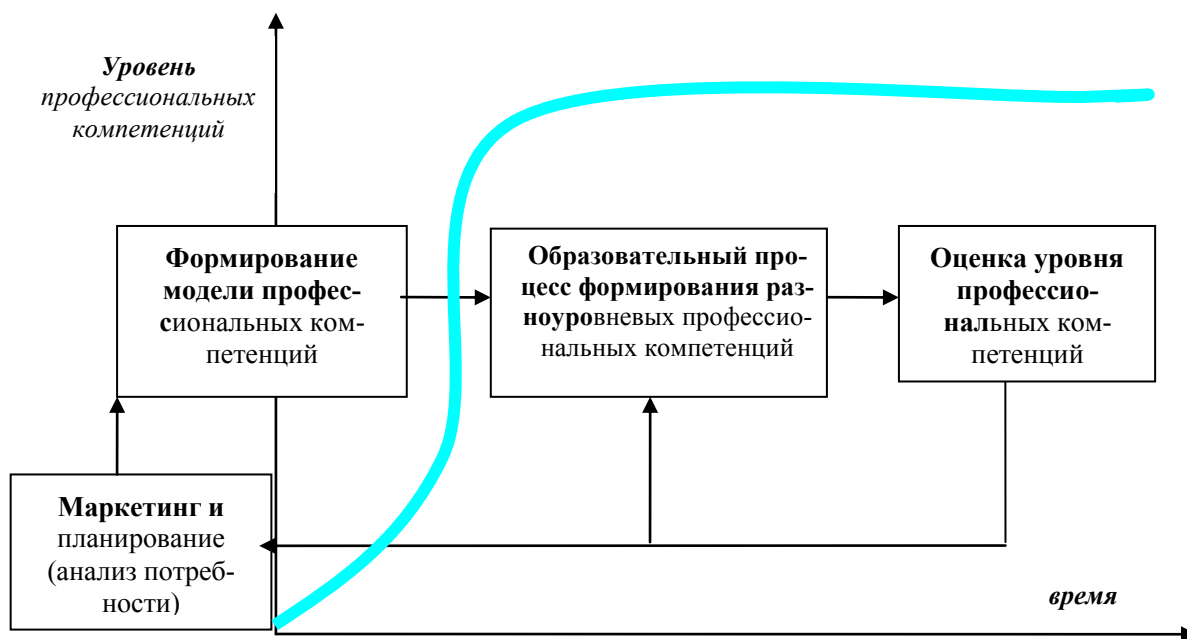 Уровень
профессиональных
компетенций
Формирование
модели профес-
сиональных ком-
петенций
Образовательный про-
цесс формирования раз-
ноуровневых профессио-
нальных компетенций
Оценка уровня
профессио-
нальных ком-
петенций
Маркетинг и
планирование
(анализ потреб-
ности)
время